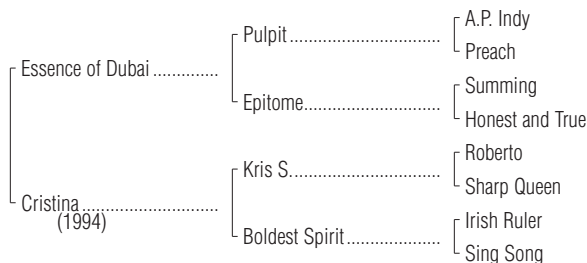 A.P. Indy
Pulpit..........................................
Preach
Essence of Dubai..................
Summing
Epitome......................................
Honest and True
Roberto
Kris S.........................................
Sharp Queen
Cristina......................................
(1994)
Irish Ruler
Boldest Spirit..........................
Sing Song